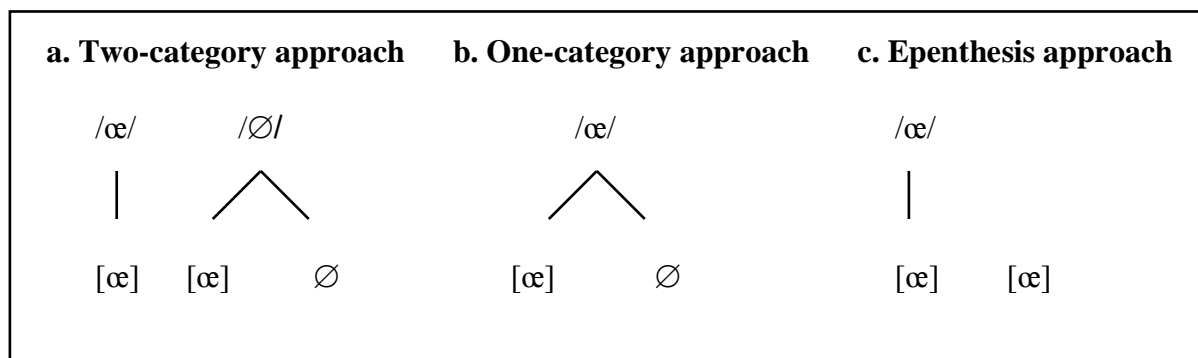 a. Two-category approach b. One-category approach c. Epenthesis approach
/œ/ /∅/ /œ/ /œ/
[œ] [œ] ∅ [œ] ∅ [œ] [œ]